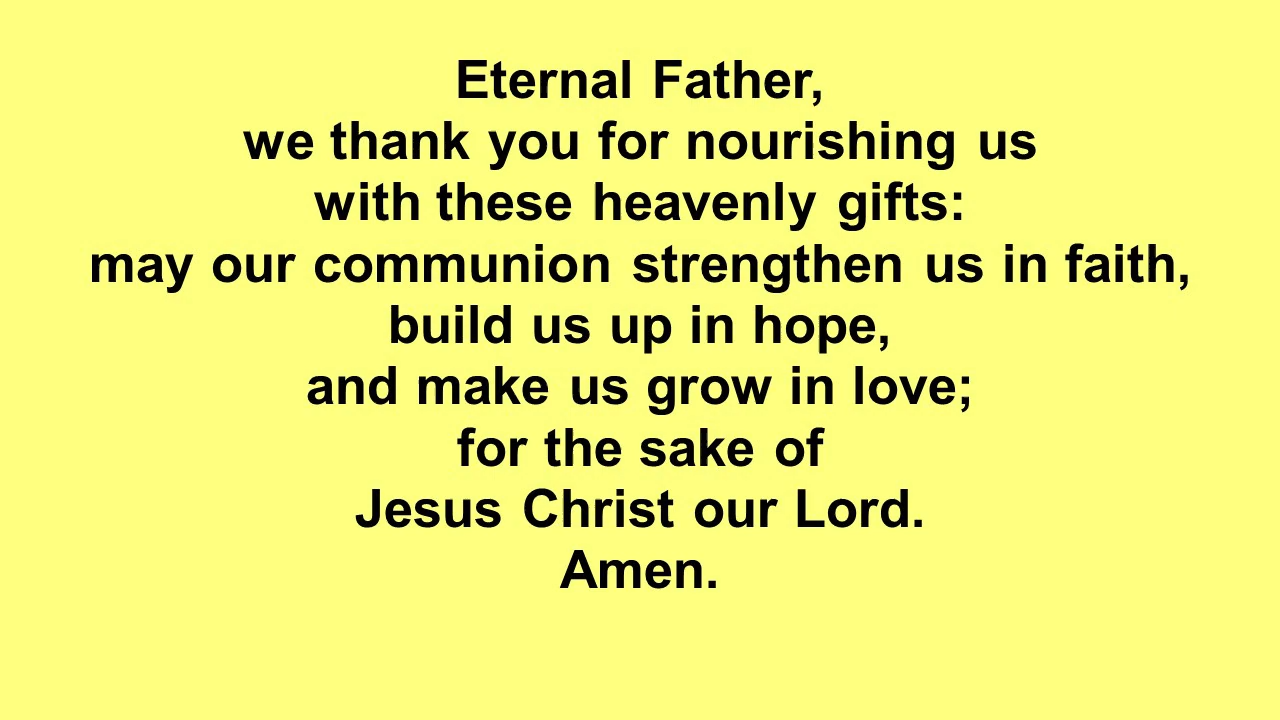 Eternal Father,
we thank you for nourishing us
with these heavenly gifts:
may our communion strengthen us in faith,
build us up in hope,
and make us grow in love;
for the sake of
Jesus Christ our Lord.
Amen.